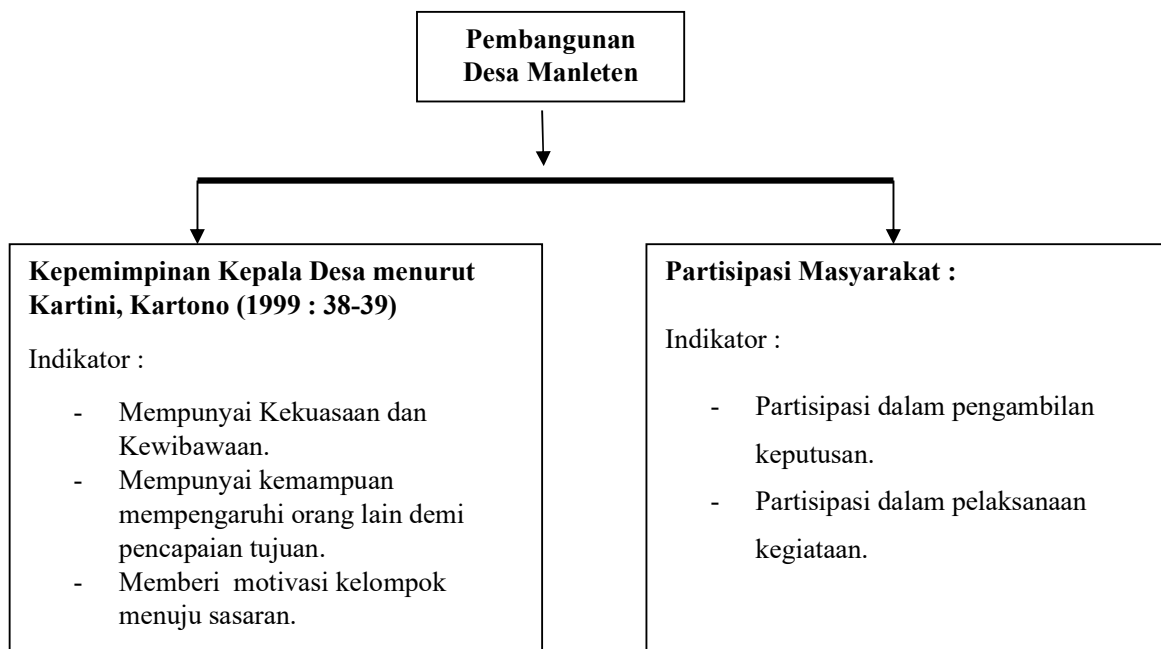 Pembangunan
Desa Manleten
Kepemimpinan Kepala Desa menurut
Kartini, Kartono (1999 : 38-39)
Indikator :
- Mempunyai Kekuasaan dan
Kewibawaan.
- Mempunyai kemampuan
mempengaruhi orang lain demi
pencapaian tujuan.
- Memberi motivasi kelompok
menuju sasaran.
Partisipasi Masyarakat :
Indikator :
- Partisipasi dalam pengambilan
keputusan.
- Partisipasi dalam pelaksanaan
kegiataan.